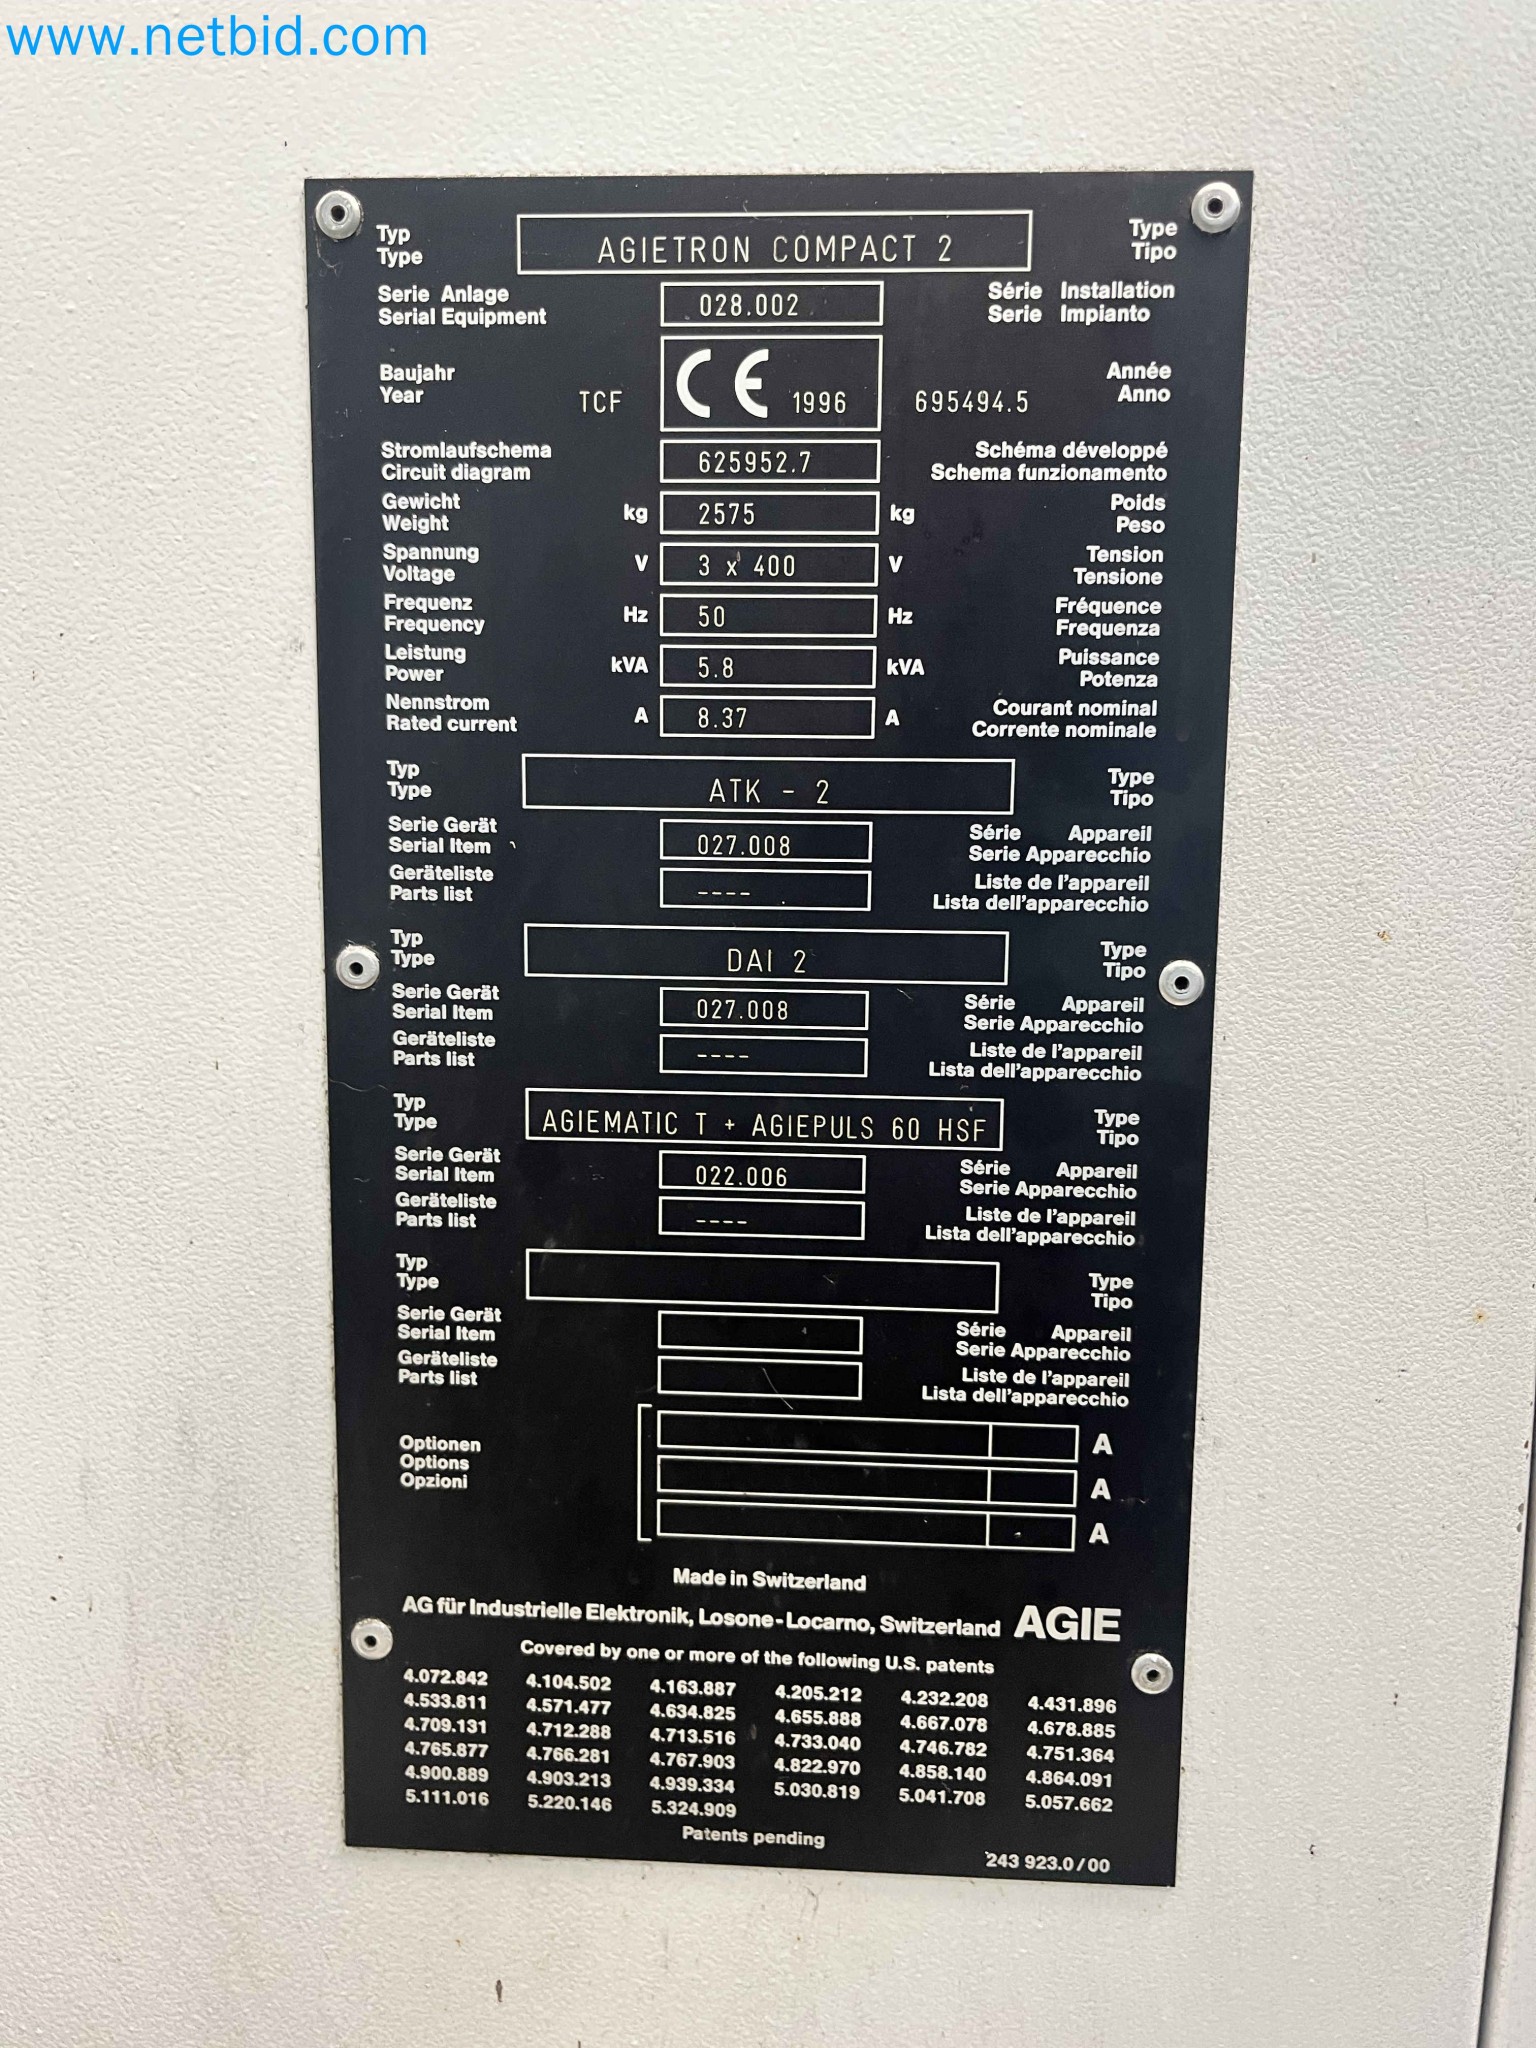 www.netbid.com
Typ AGIETRON COMPACT 2 Type
Type Tipo
Serie Anlage 028.002 Série Installation
Serial Equipment Serie Impianto
Baujahr Année
Year TCF CE 1996 695494.5 Anno
Stromlaufschema 625952.7 Schéma développé
Circuit diagram Schema funzionamento
Gewicht kg 2575 kg Poids
Weight Peso
Spannung V 3 x 400 V Tension
Voltage Tensione
Frequenz Hz 50 Hz Fréquence
Frequency Frequenza
Leistung kVA 5.8 kVA Puissance
Power Potenza
Nennstrom A 8.37 A Courant nominal
Rated current Corrente nominale
Typ ATK - 2 Type
Type Tipo
Serie Gerät 027.008 Série Appareil
Serial Item Serie Apparecchio
Geräteliste ---- Liste de l'appareil
Parts list Lista dell'apparecchio
Typ DAI 2 Type
Type Tipo
Serie Gerät 027.008 Série Appareil
Serial Item Serie Apparecchio
Geräteliste ---- Liste de l'appareil
Parts list Lista dell'apparecchio
Typ AGIEMATIC T + AGIEPULS 60 HSF Type
Type Tipo
Serie Gerät 022.006 Série Appareil
Serial Item Serie Apparecchio
Geräteliste ---- Liste de l'appareil
Parts list Lista dell'apparecchio
Typ Type
Type Tipo
Serie Gerät Série Appareil
Serial Item Serie Apparecchio
Geräteliste Liste de l'appareil
Parts list Lista dell'apparecchio
Optionen A
Options A
Opzioni A
Made in Switzerland
AG für Industrielle Elektronik, Losone-Locarno, Switzerland AGIE
Covered by one or more of the following U.S. patents
4.072.842 4.104.502 4.163.887 4.205.212 4.232.208 4.431.896
4.533.811 4.571.477 4.634.825 4.655.888 4.667.078 4.678.885
4.709.131 4.712.288 4.713.516 4.733.040 4.746.782 4.751.364
4.765.877 4.766.281 4.767.903 4.822.970 4.858.140 4.864.091
4.900.889 4.903.213 4.939.334 5.030.819 5.041.708 5.057.662
5.111.016 5.220.146 5.324.909
Patents pending
243 923.0/00